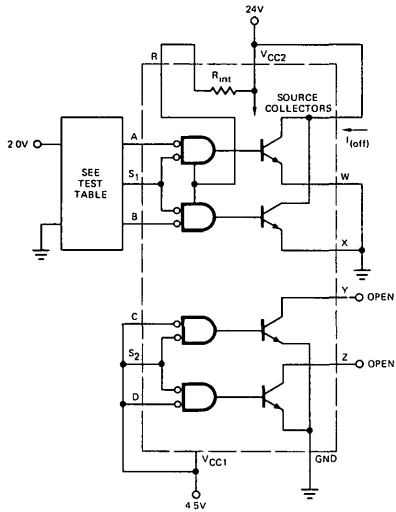 24V
R
VCC2
Rint
SOURCE
COLLECTORS
I(off)
2 0V
A
SEE
TEST
TABLE
S1
B
W
X
Y
OPEN
C
S2
D
Z
OPEN
VCC1
GND
4 5V